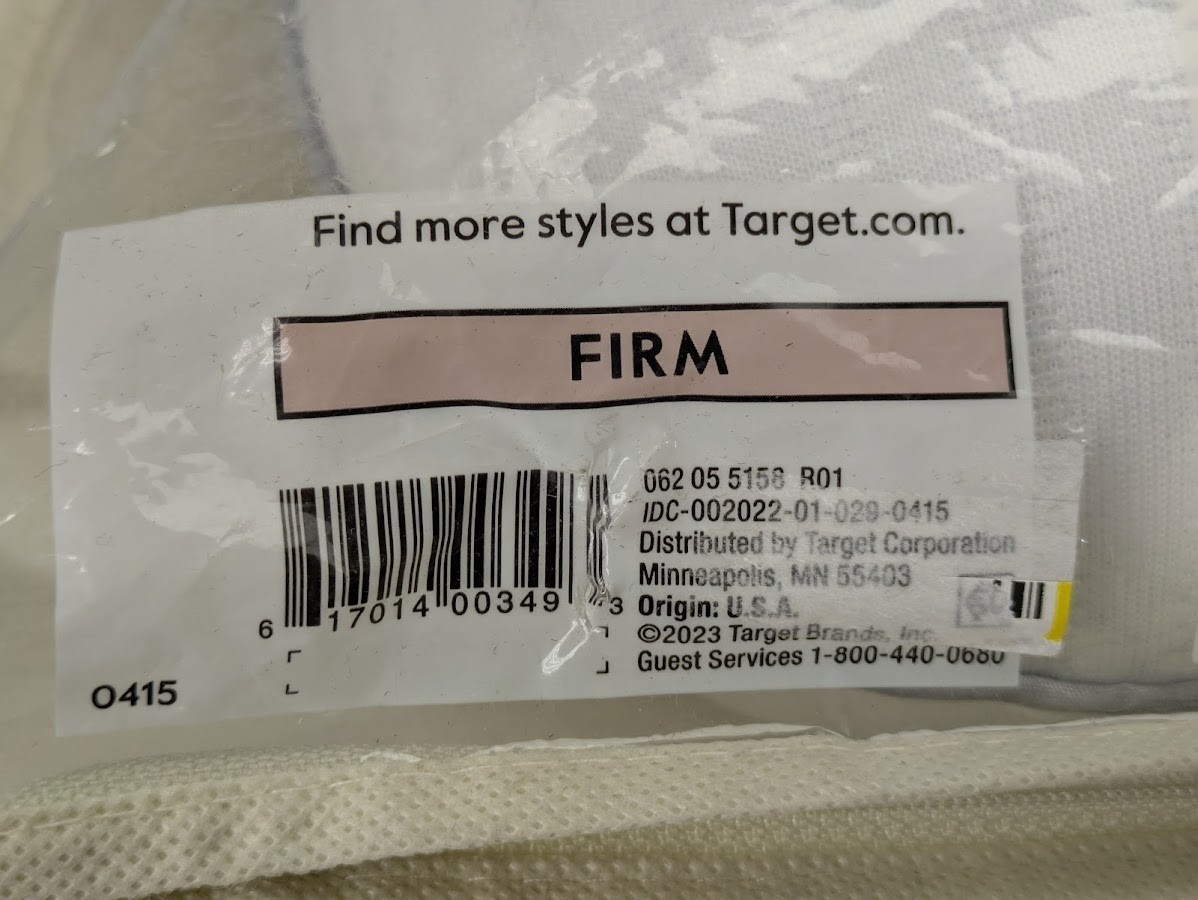 Find more styles at Target.com.
FIRM
062 05 5158 R01
IDC-002022-01-029-0415
Distributed by Target Corporation
Minneapolis, MN 55403
Origin: U.S.A.
©2023 Target Brands, Inc.
Guest Services 1-800-440-0680
6 17014 00349 3
0415